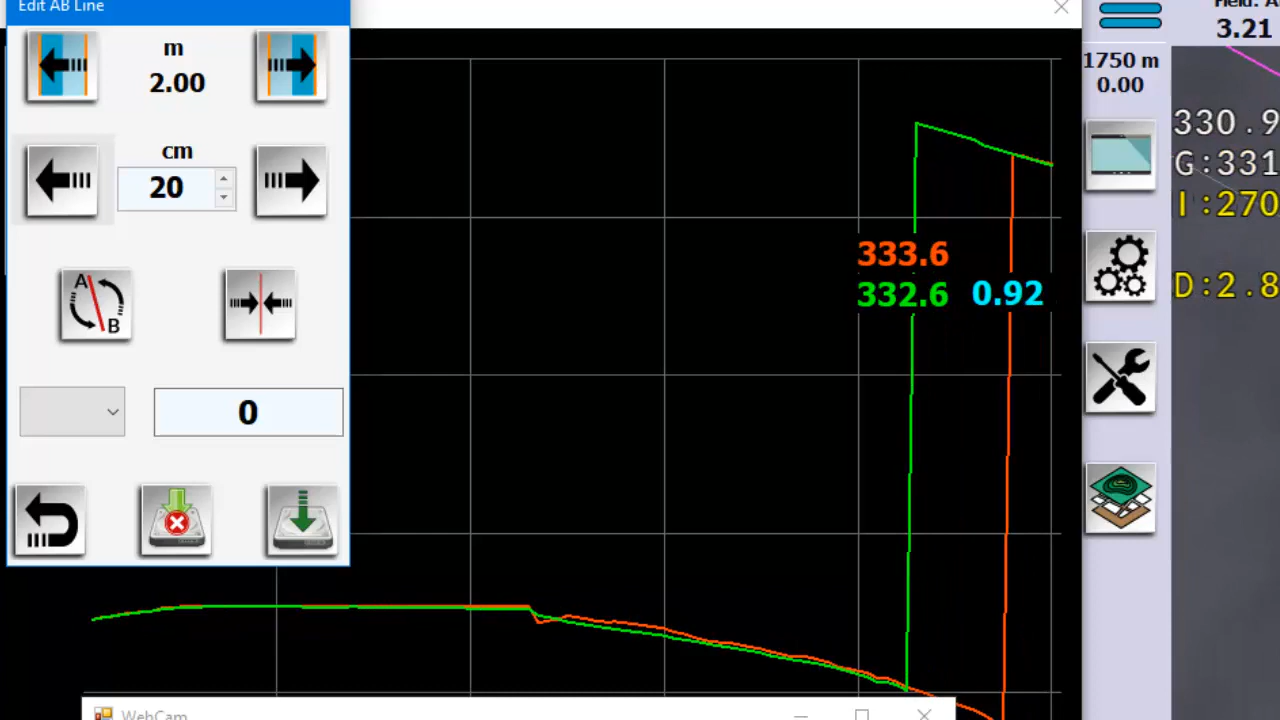 Edit AB Line
m
2.00
cm
20
A
B
0
333.6
332.6 0.92
WebCam
3.21
1750 m
0.00
330.9
G:331
I:270
D:2.8